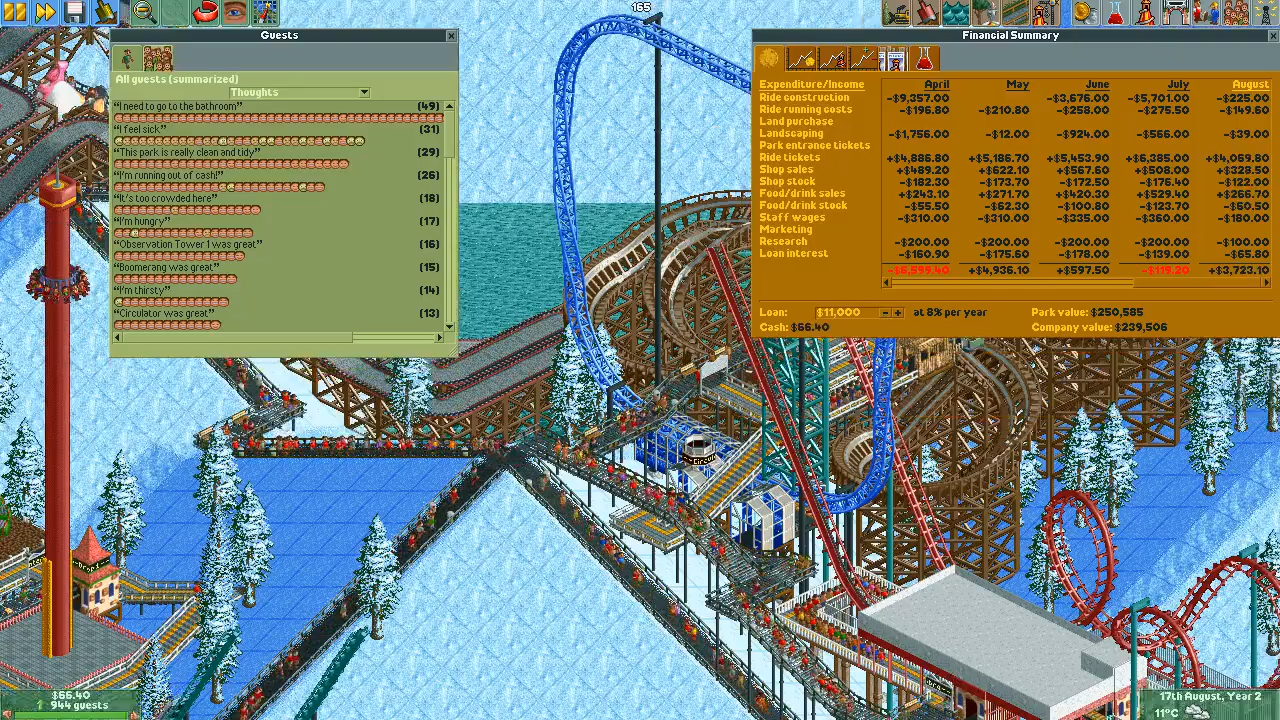 165
Guests
All guests (summarized)
Thoughts
"I need to go to the bathroom" (49)
"I feel sick" (31)
"This park is really clean and tidy" (29)
"I'm running out of cash!" (26)
"It's too crowded here" (18)
"I'm hungry" (17)
"Observation Tower 1 was great" (16)
"Boomerang was great" (15)
"I'm thirsty" (14)
"Circulator was great" (13)
Financial Summary
Expenditure/Income April May June July August
Ride construction -$9,357.00 -$3,676.00 -$5,701.00 -$225.00
Ride running costs -$196.80 -$210.80 -$258.00 -$275.50 -$149.60
Land purchase
Landscaping -$1,756.00 -$12.00 -$924.00 -$566.00 -$39.00
Park entrance tickets
Ride tickets +$4,886.80 +$5,186.70 +$5,453.90 +$6,385.00 +$4,059.80
Shop sales +$489.20 +$622.10 +$567.60 +$508.00 +$328.50
Shop stock -$182.30 -$173.70 -$172.50 -$176.40 -$122.00
Food/drink sales +$243.10 +$271.70 +$420.30 +$529.40 +$266.70
Food/drink stock -$55.50 -$62.30 -$100.80 -$123.70 -$50.50
Staff wages -$310.00 -$310.00 -$335.00 -$360.00 -$180.00
Marketing
Research -$200.00 -$200.00 -$200.00 -$200.00 -$100.00
Loan interest -$160.90 -$175.60 -$178.00 -$139.00 -$65.80
-$6,599.40 +$4,936.10 +$597.50 -$119.20 +$3,723.10
Loan: $11,000 - + at 8% per year Park value: $250,585
Cash: $66.40 Company value: $239,506
Circul
$66.40
944 guests
17th August, Year 2
11°C